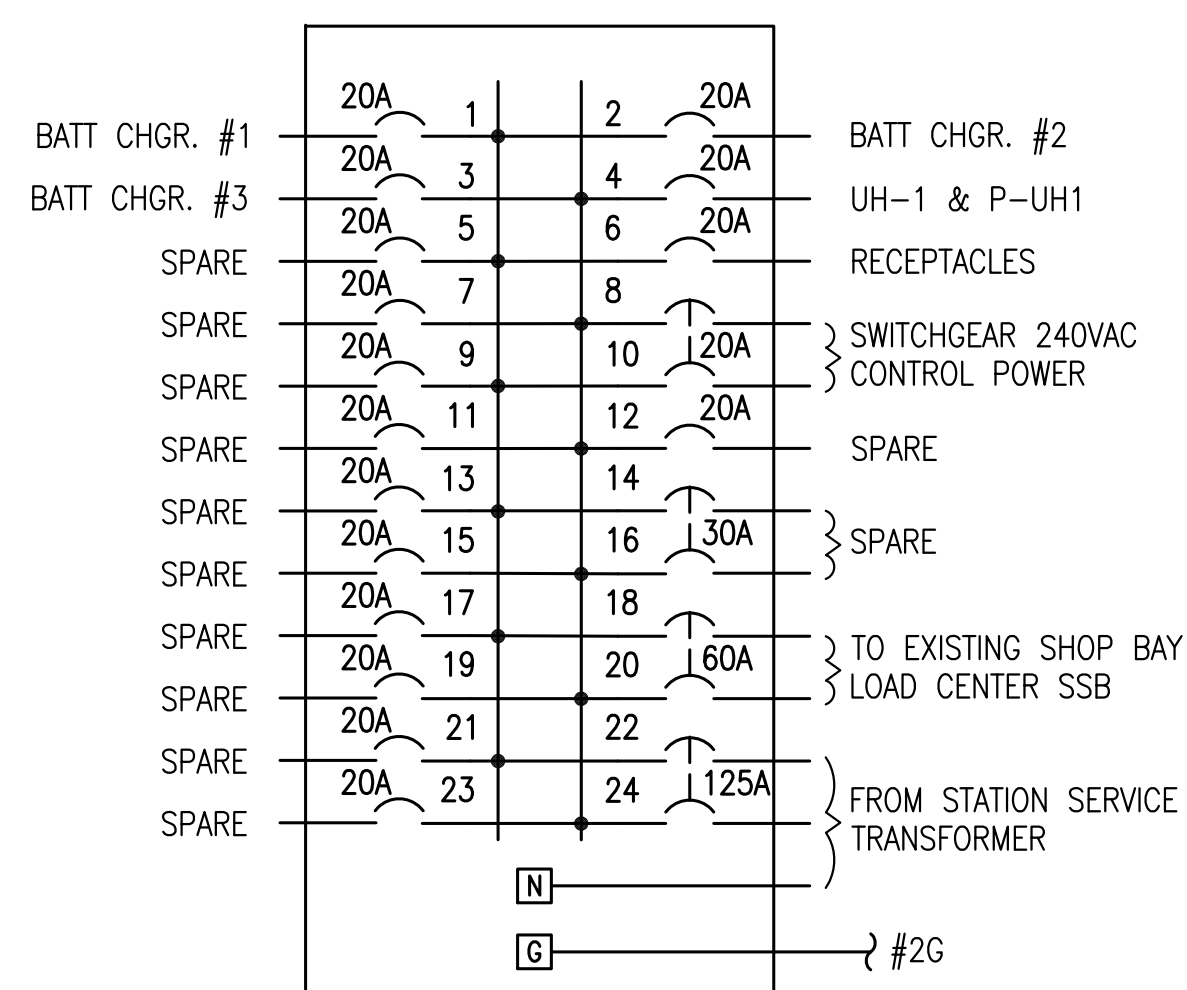 20A 1 2 20A
BATT CHGR. #1 BATT CHGR. #2
20A 3 4 20A
BATT CHGR. #3 UH-1 & P-UH1
20A 5 6 20A
SPARE RECEPTACLES
20A 7 8
SPARE SWITCHGEAR 240VAC
20A 9 10 20A
SPARE CONTROL POWER
20A 11 12 20A
SPARE SPARE
20A 13 14
SPARE
20A 15 16 30A SPARE
SPARE
20A 17 18
SPARE TO EXISTING SHOP BAY
20A 19 20 60A
SPARE LOAD CENTER SSB
20A 21 22
SPARE
20A 23 24 125A
SPARE FROM STATION SERVICE
TRANSFORMER
N
G #2G